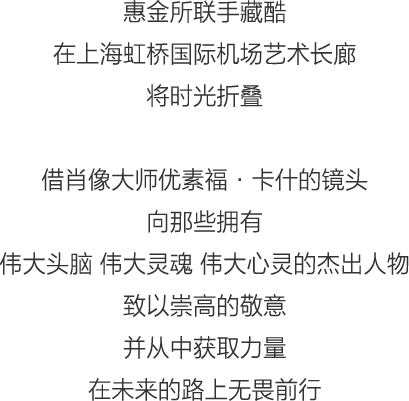 惠金所联手藏酷
在上海虹桥国际机场艺术长廊
将时光折叠
借肖像大师优素福·卡什的镜头
向那些拥有
伟大头脑 伟大灵魂 伟大心灵的杰出人物
致以崇高的敬意
并从中获取力量
在未来的路上无畏前行